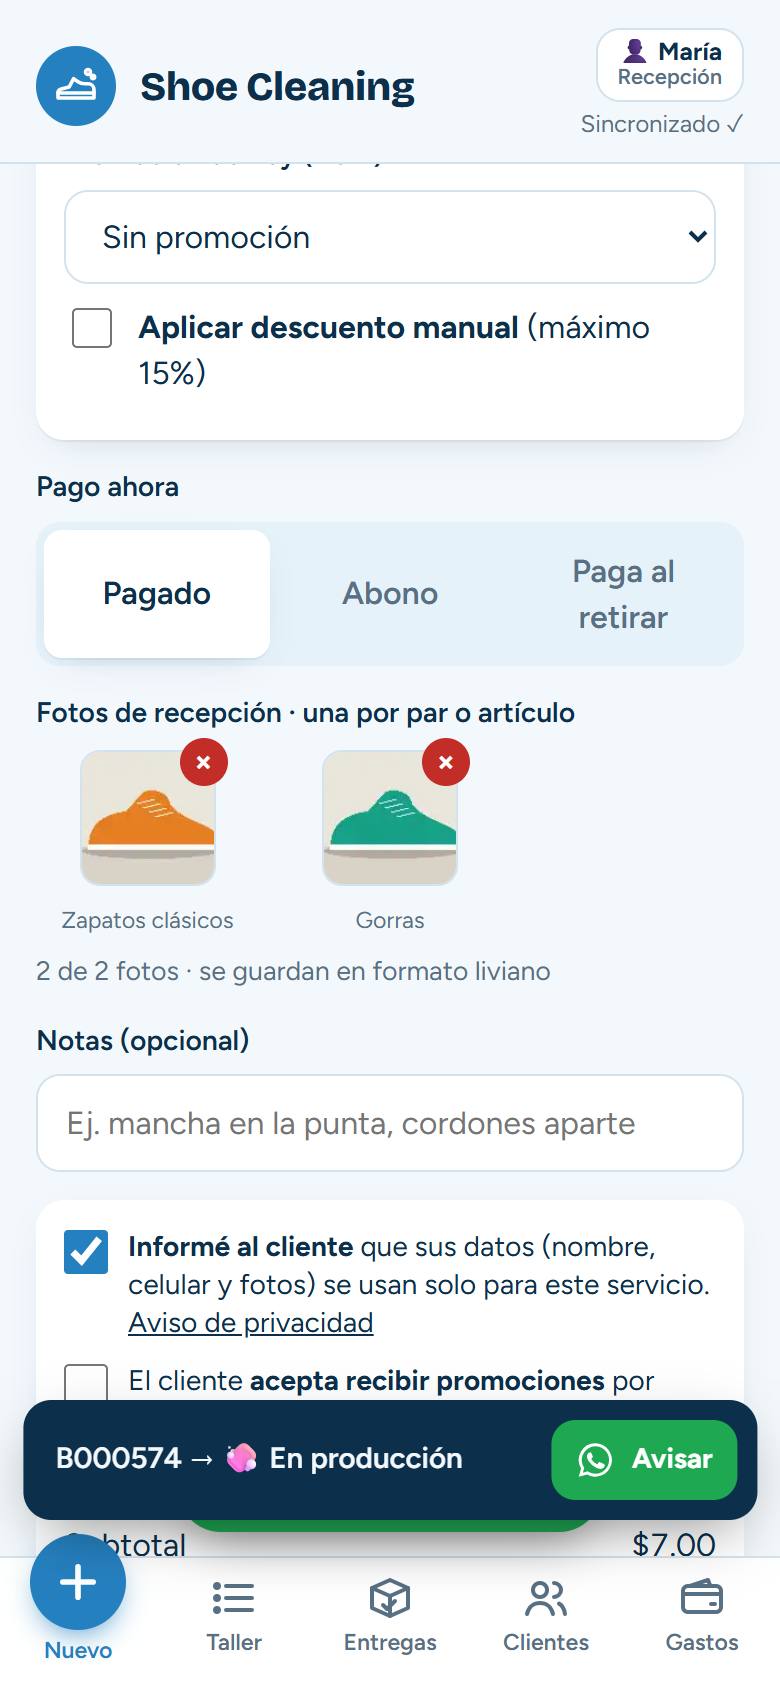 Shoe Cleaning
María
Recepción
Sincronizado ✓
Sin promoción
Aplicar descuento manual (máximo
15%)
Pago ahora
Pagado
Abono
Paga al
retirar
Fotos de recepción · una por par o artículo
Zapatos clásicos
Gorras
2 de 2 fotos · se guardan en formato liviano
Notas (opcional)
Ej. mancha en la punta, cordones aparte
Informé al cliente que sus datos (nombre,
celular y fotos) se usan solo para este servicio.
Aviso de privacidad
El cliente acepta recibir promociones por
B000574 → En producción
Avisar
Subtotal
$7.00
Nuevo
Taller
Entregas
Clientes
Gastos